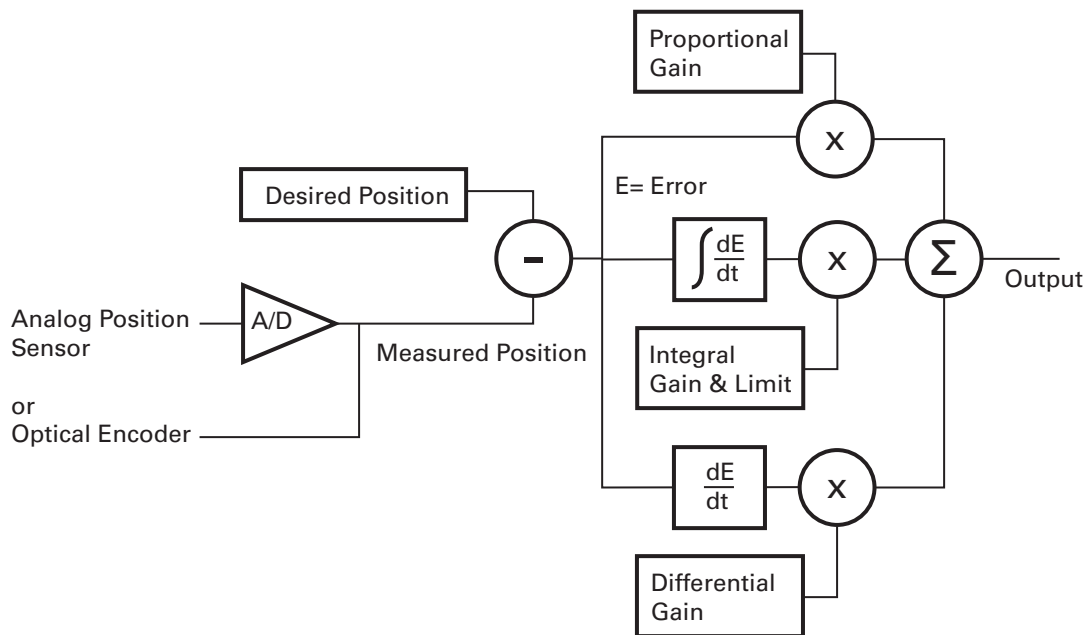 Proportional
Gain
x
Desired Position
E= Error
-
∫ dE
dt
x
Σ
Output
Analog Position
Sensor
A/D
Measured Position
Integral
Gain & Limit
or
Optical Encoder
dE
dt
x
Differential
Gain